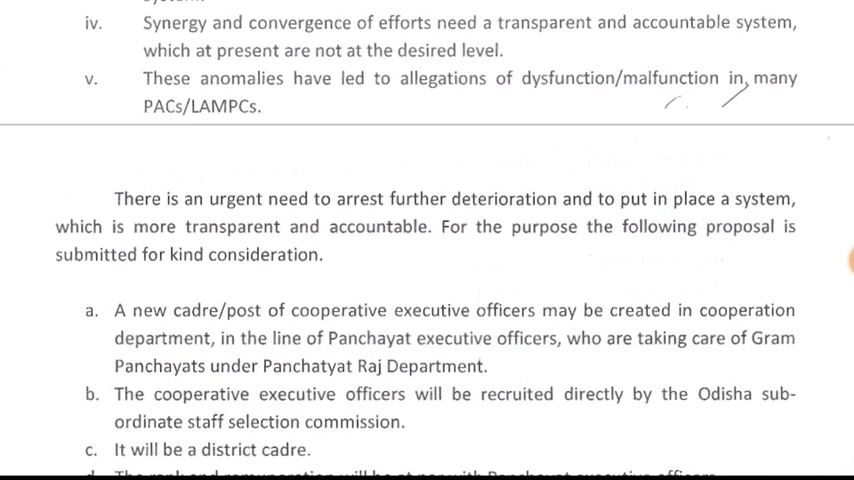 iv. Synergy and convergence of efforts need a transparent and accountable system,
which at present are not at the desired level.
v. These anomalies have led to allegations of dysfunction/malfunction in many
PACs/LAMPCs.
There is an urgent need to arrest further deterioration and to put in place a system,
which is more transparent and accountable. For the purpose the following proposal is
submitted for kind consideration.
a. A new cadre/post of cooperative executive officers may be created in cooperation
department, in the line of Panchayat executive officers, who are taking care of Gram
Panchayats under Panchatyat Raj Department.
b. The cooperative executive officers will be recruited directly by the Odisha sub-
ordinate staff selection commission.
c. It will be a district cadre.